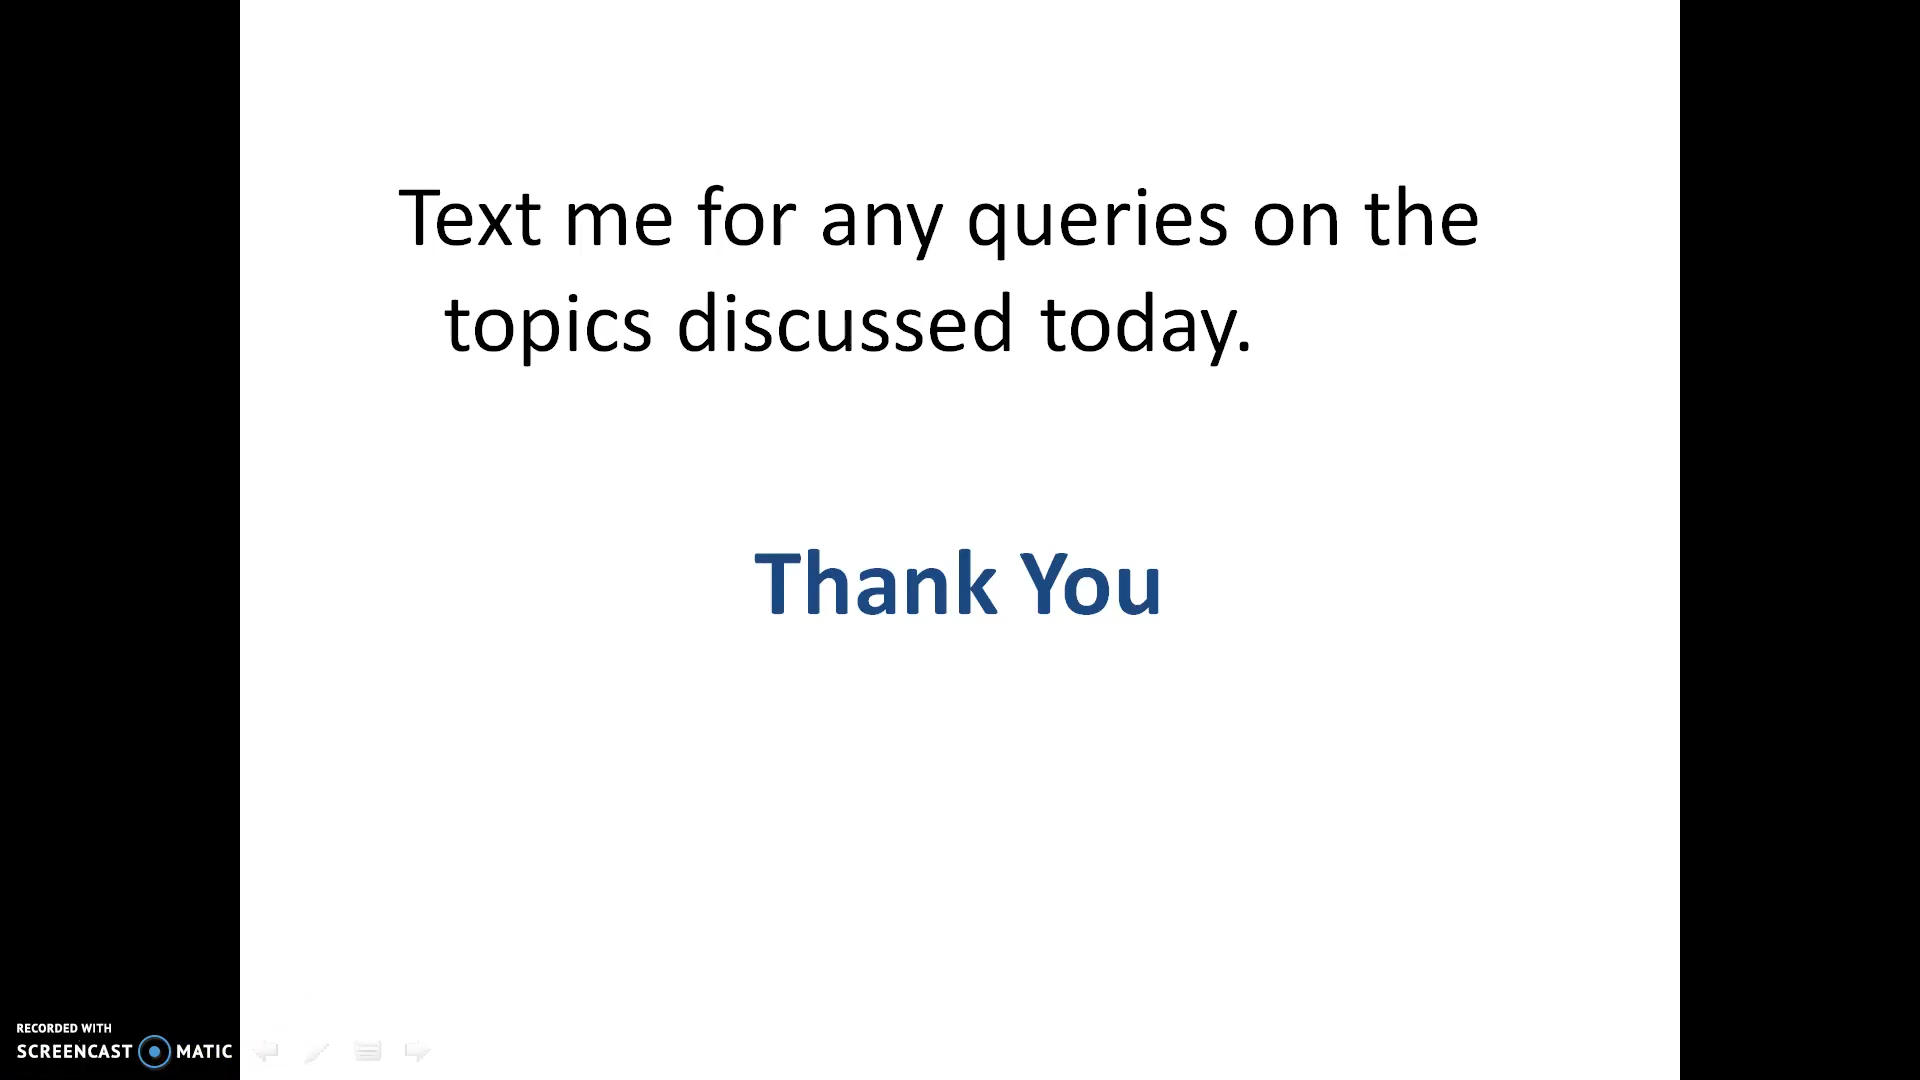 Text me for any queries on the
topics discussed today.
Thank You
RECORDED WITH
SCREENCAST MATIC